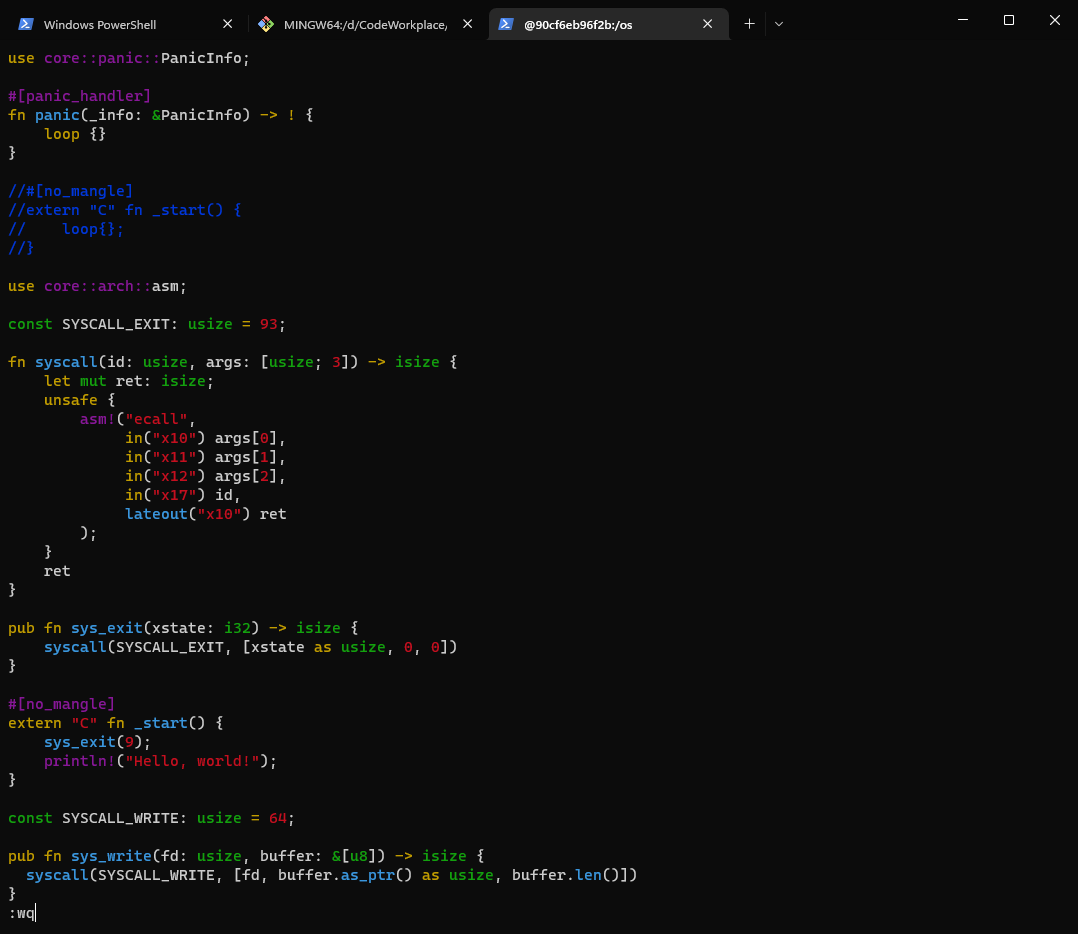 Windows PowerShell
MINGW64:/d/CodeWorkplace/
@90cf6eb96f2b:/os
use core::panic::PanicInfo;
#[panic_handler]
fn panic(_info: &PanicInfo) -> ! {
    loop {}
}
//#[no_mangle]
//extern "C" fn _start() {
//    loop{};
//}
use core::arch::asm;
const SYSCALL_EXIT: usize = 93;
fn syscall(id: usize, args: [usize; 3]) -> isize {
    let mut ret: isize;
    unsafe {
        asm!("ecall",
             in("x10") args[0],
             in("x11") args[1],
             in("x12") args[2],
             in("x17") id,
             lateout("x10") ret
        );
    }
    ret
}
pub fn sys_exit(xstate: i32) -> isize {
    syscall(SYSCALL_EXIT, [xstate as usize, 0, 0])
}
#[no_mangle]
extern "C" fn _start() {
    sys_exit(9);
    println!("Hello, world!");
}
const SYSCALL_WRITE: usize = 64;
pub fn sys_write(fd: usize, buffer: &[u8]) -> isize {
  syscall(SYSCALL_WRITE, [fd, buffer.as_ptr() as usize, buffer.len()])
}
:wq